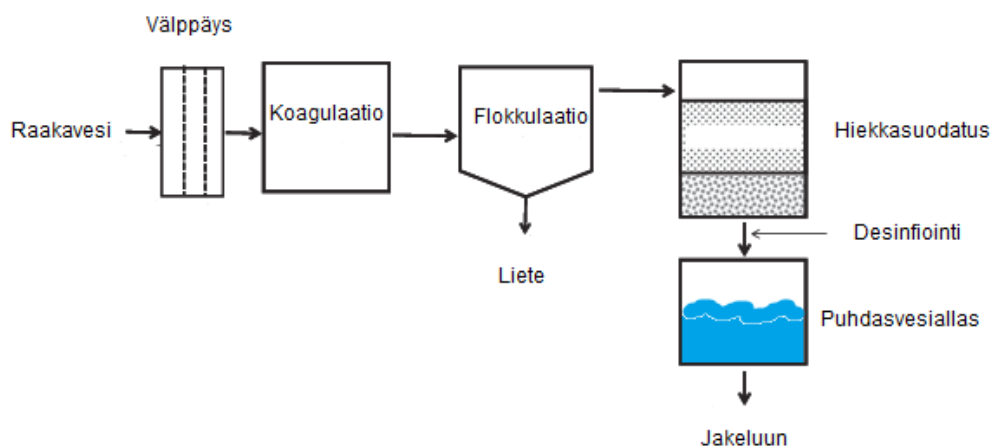 Välppäys
Raakavesi
Koagulaatio
Flokkulaatio
Hiekkasuodatus
Liete
Desinfiointi
Puhdasvesiallas
Jakeluun